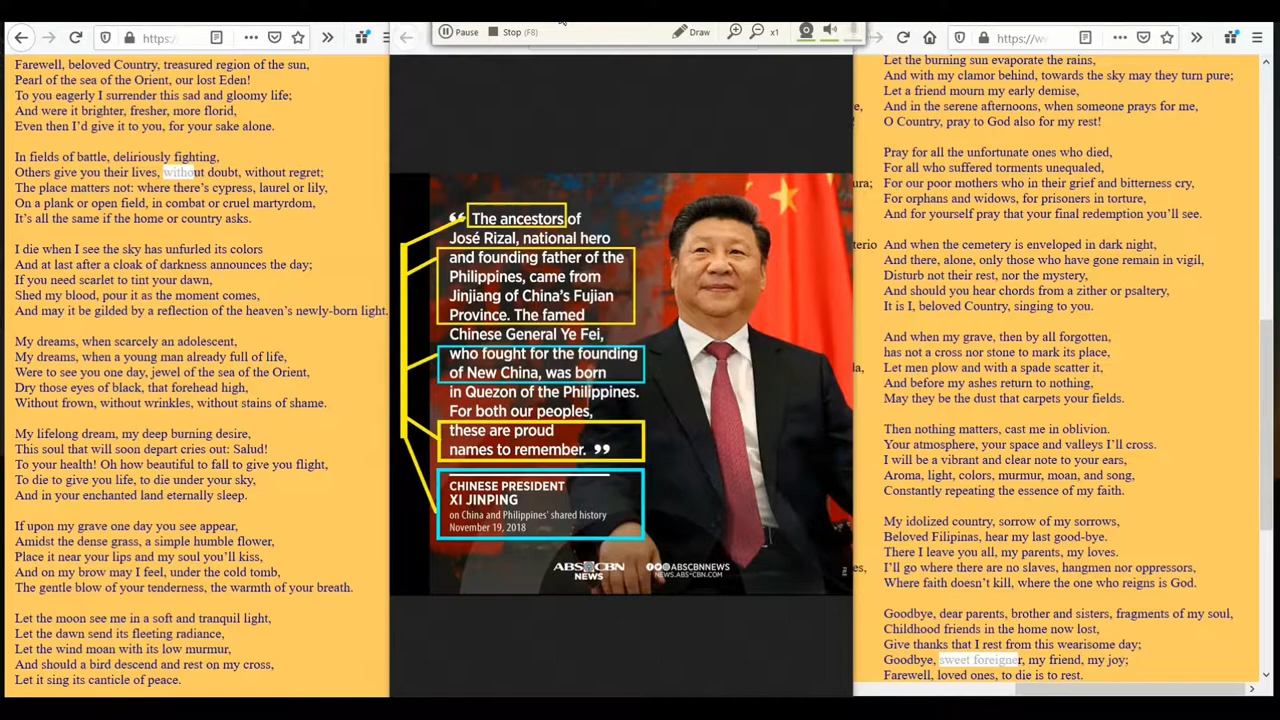 Pause
Stop (F8)
Draw
x1
https:/
https://ww
Farewell, beloved Country, treasured region of the sun,
Pearl of the sea of the Orient, our lost Eden!
To you eagerly I surrender this sad and gloomy life;
And were it brighter, fresher, more florid,
Even then I'd give it to you, for your sake alone.
In fields of battle, deliriously fighting,
Others give you their lives, without doubt, without regret;
The place matters not: where there's cypress, laurel or lily,
On a plank or open field, in combat or cruel martyrdom,
It's all the same if the home or country asks.
I die when I see the sky has unfurled its colors
And at last after a cloak of darkness announces the day;
If you need scarlet to tint your dawn,
Shed my blood, pour it as the moment comes,
And may it be gilded by a reflection of the heaven's newly-born light.
My dreams, when scarcely an adolescent,
My dreams, when a young man already full of life,
Were to see you one day, jewel of the sea of the Orient,
Dry those eyes of black, that forehead high,
Without frown, without wrinkles, without stains of shame.
My lifelong dream, my deep burning desire,
This soul that will soon depart cries out: Salud!
To your health! Oh how beautiful to fall to give you flight,
To die to give you life, to die under your sky,
And in your enchanted land eternally sleep.
If upon my grave one day you see appear,
Amidst the dense grass, a simple humble flower,
Place it near your lips and my soul you'll kiss,
And on my brow may I feel, under the cold tomb,
The gentle blow of your tenderness, the warmth of your breath.
Let the moon see me in a soft and tranquil light,
Let the dawn send its fleeting radiance,
Let the wind moan with its low murmur,
And should a bird descend and rest on my cross,
Let it sing its canticle of peace.
“ The ancestors of
José Rizal, national hero
and founding father of the
Philippines, came from
Jinjiang of China's Fujian
Province. The famed
Chinese General Ye Fei,
who fought for the founding
of New China, was born
in Quezon of the Philippines.
For both our peoples,
these are proud
names to remember. ”
CHINESE PRESIDENT
XI JINPING
on China and Philippines' shared history
November 19, 2018
ABS CBN
NEWS
ABSCBNNEWS
NEWS.ABS-CBN.COM
Let the burning sun evaporate the rains,
And with my clamor behind, towards the sky may they turn pure;
Let a friend mourn my early demise,
And in the serene afternoons, when someone prays for me,
O Country, pray to God also for my rest!
Pray for all the unfortunate ones who died,
For all who suffered torments unequaled,
For our poor mothers who in their grief and bitterness cry,
For orphans and widows, for prisoners in torture,
And for yourself pray that your final redemption you'll see.
And when the cemetery is enveloped in dark night,
And there, alone, only those who have gone remain in vigil,
Disturb not their rest, nor the mystery,
And should you hear chords from a zither or psaltery,
It is I, beloved Country, singing to you.
And when my grave, then by all forgotten,
has not a cross nor stone to mark its place,
Let men plow and with a spade scatter it,
And before my ashes return to nothing,
May they be the dust that carpets your fields.
Then nothing matters, cast me in oblivion.
Your atmosphere, your space and valleys I'll cross.
I will be a vibrant and clear note to your ears,
Aroma, light, colors, murmur, moan, and song,
Constantly repeating the essence of my faith.
My idolized country, sorrow of my sorrows,
Beloved Filipinas, hear my last good-bye.
There I leave you all, my parents, my loves.
I'll go where there are no slaves, hangmen nor oppressors,
Where faith doesn't kill, where the one who reigns is God.
Goodbye, dear parents, brother and sisters, fragments of my soul,
Childhood friends in the home now lost,
Give thanks that I rest from this wearisome day;
Goodbye, sweet foreigner, my friend, my joy;
Farewell, loved ones, to die is to rest.